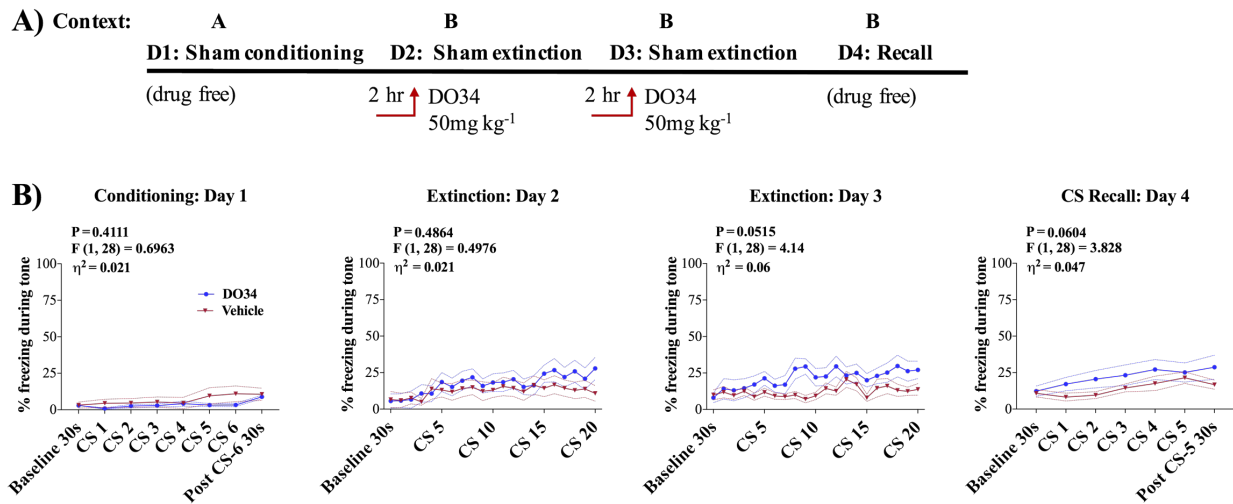 A) Context: A B B B
D1: Sham conditioning D2: Sham extinction D3: Sham extinction D4: Recall
(drug free) 2 hr DO34 2 hr DO34 (drug free)
50mg kg⁻¹ 50mg kg⁻¹
B)
Conditioning: Day 1
P = 0.4111
F (1, 28) = 0.6963
η² = 0.021
% freezing during tone
100
75
50
25
0
DO34
Vehicle
Baseline 30s
CS 1
CS 2
CS 3
CS 4
CS 5
CS 6
Post CS-6 30s
Extinction: Day 2
P = 0.4864
F (1, 28) = 0.4976
η² = 0.021
% freezing during tone
100
75
50
25
0
Baseline 30s
CS 5
CS 10
CS 15
CS 20
Extinction: Day 3
P = 0.0515
F (1, 28) = 4.14
η² = 0.06
% freezing during tone
100
75
50
25
0
Baseline 30s
CS 5
CS 10
CS 15
CS 20
CS Recall: Day 4
P = 0.0604
F (1, 28) = 3.828
η² = 0.047
% freezing during tone
100
75
50
25
0
Baseline 30s
CS 1
CS 2
CS 3
CS 4
CS 5
Post CS-5 30s